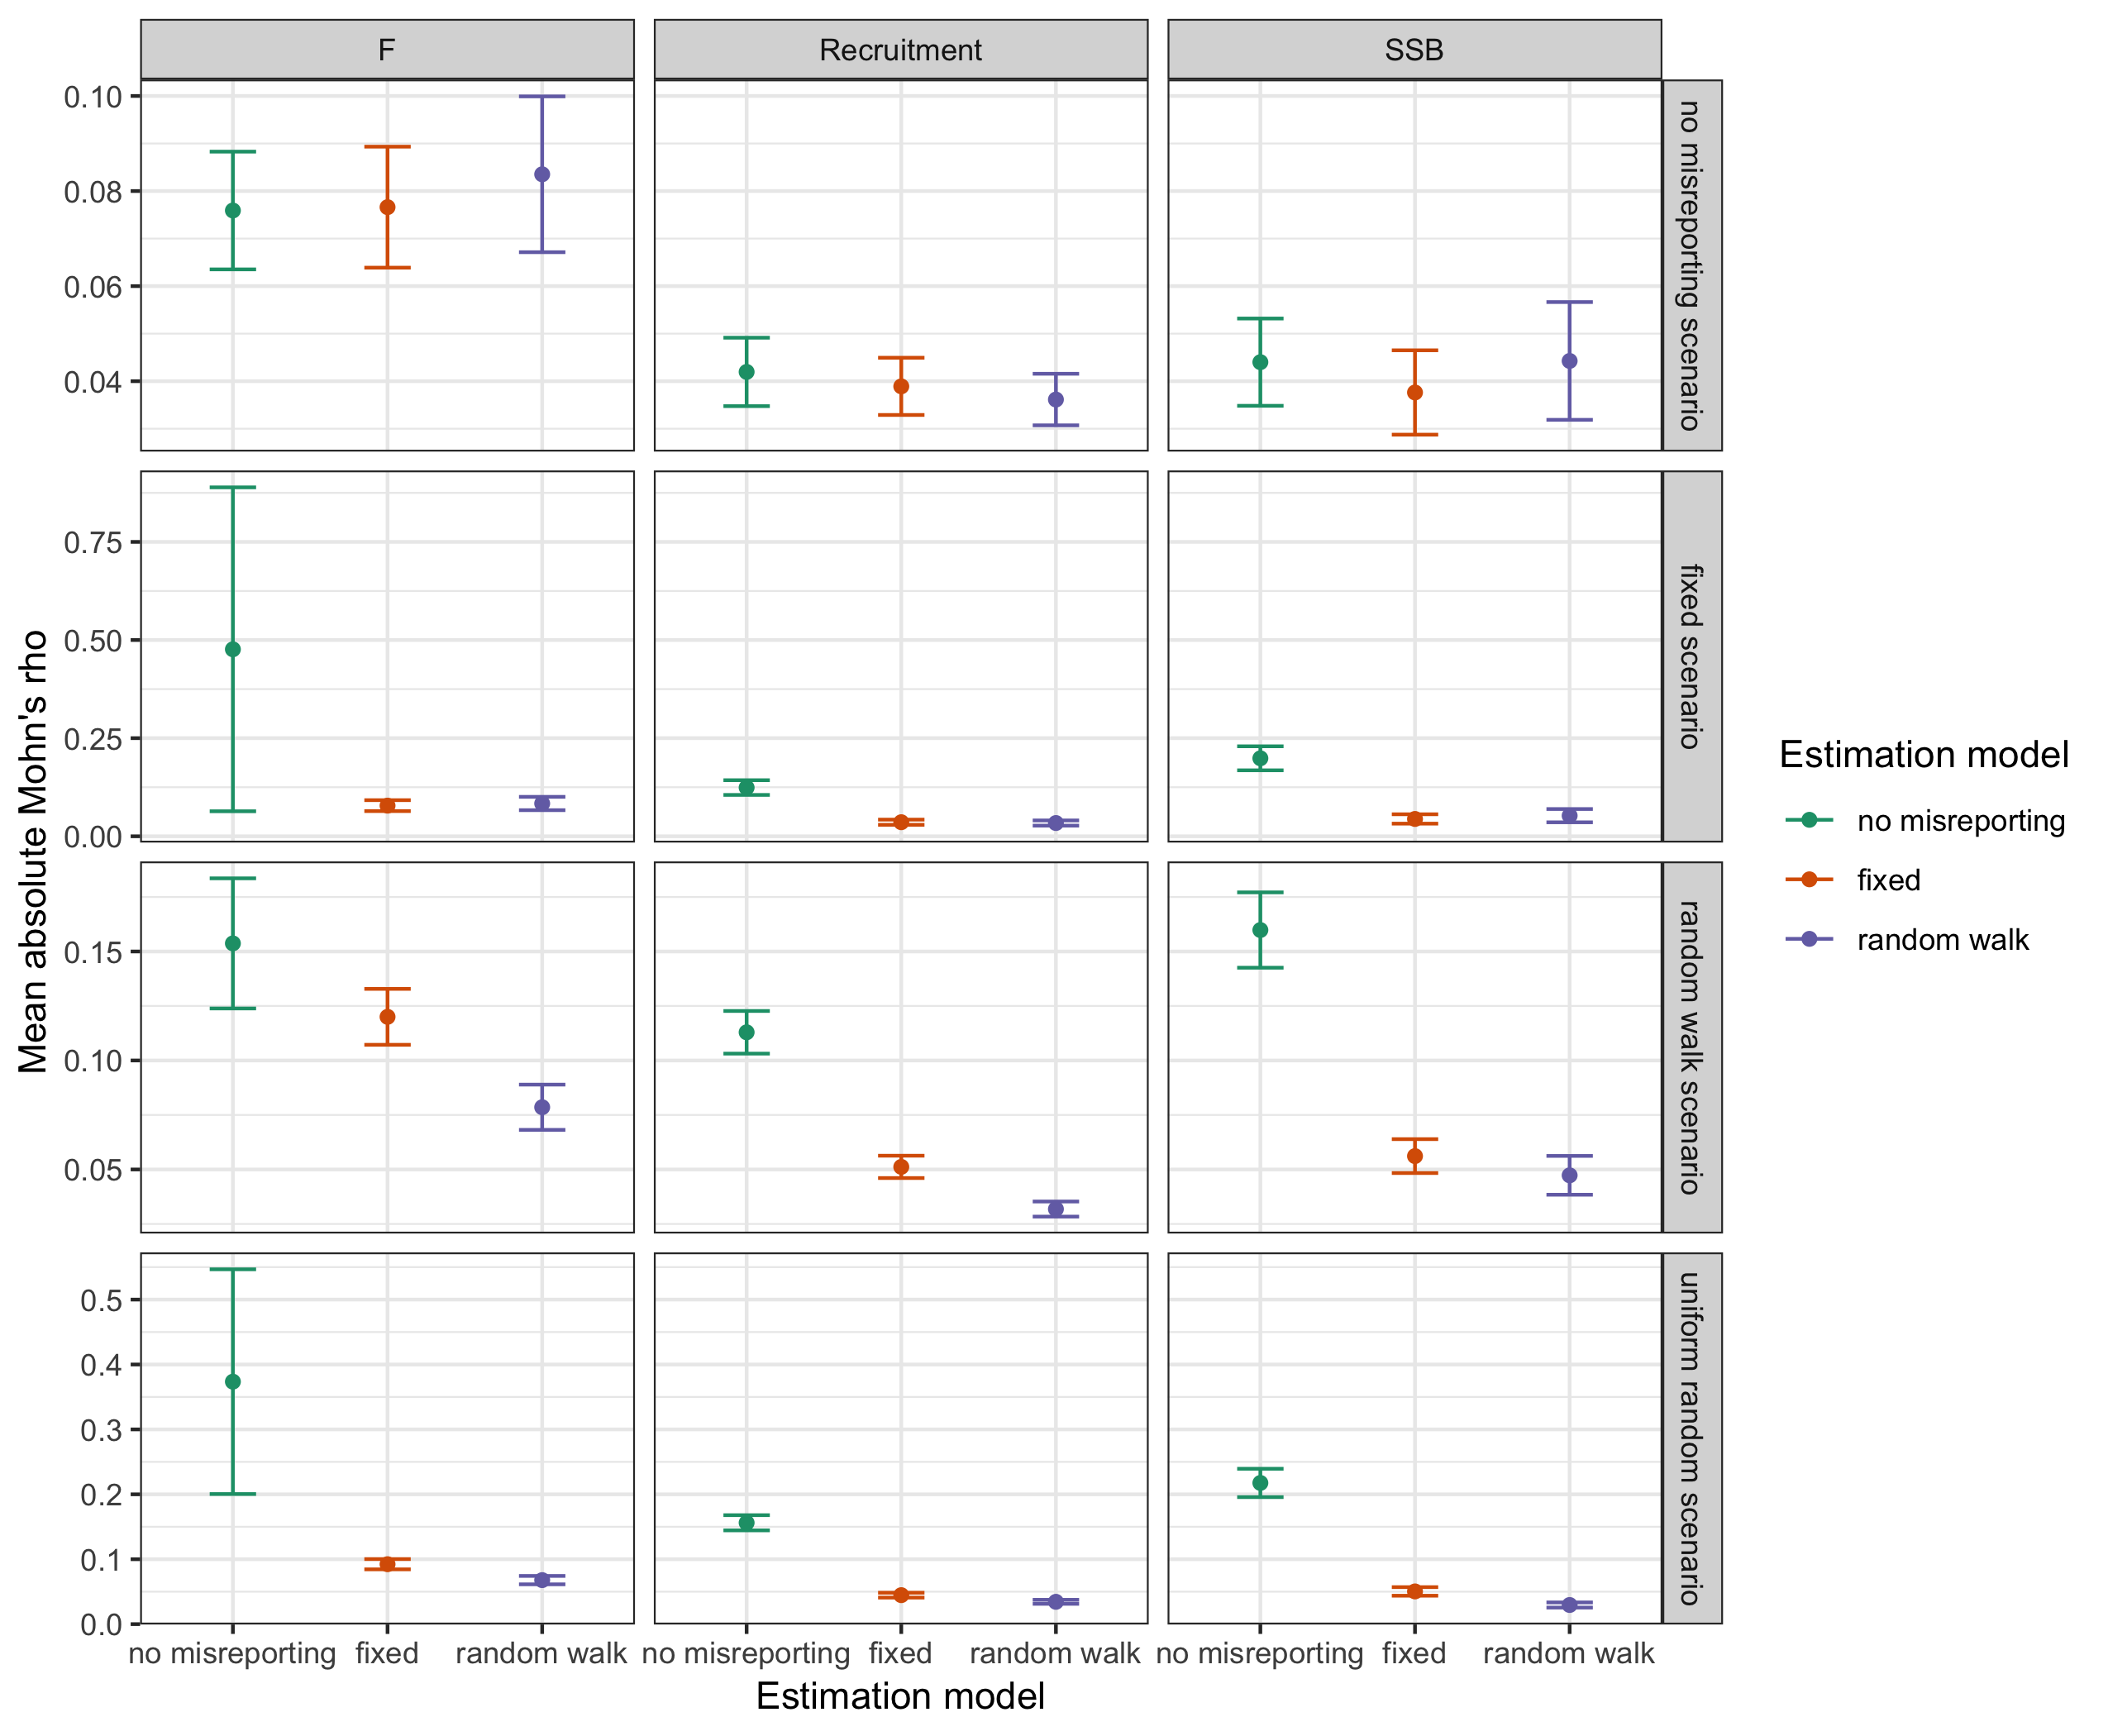 F
Recruitment
SSB
0.10
0.08
0.06
0.04
no misreporting scenario
0.75
0.50
0.25
0.00
fixed scenario
0.15
0.10
0.05
random walk scenario
0.5
0.4
0.3
0.2
0.1
0.0
uniform random scenario
Mean absolute Mohn's rho
no misreporting fixed random walk no misreporting fixed random walk no misreporting fixed random walk
Estimation model
Estimation model
no misreporting
fixed
random walk